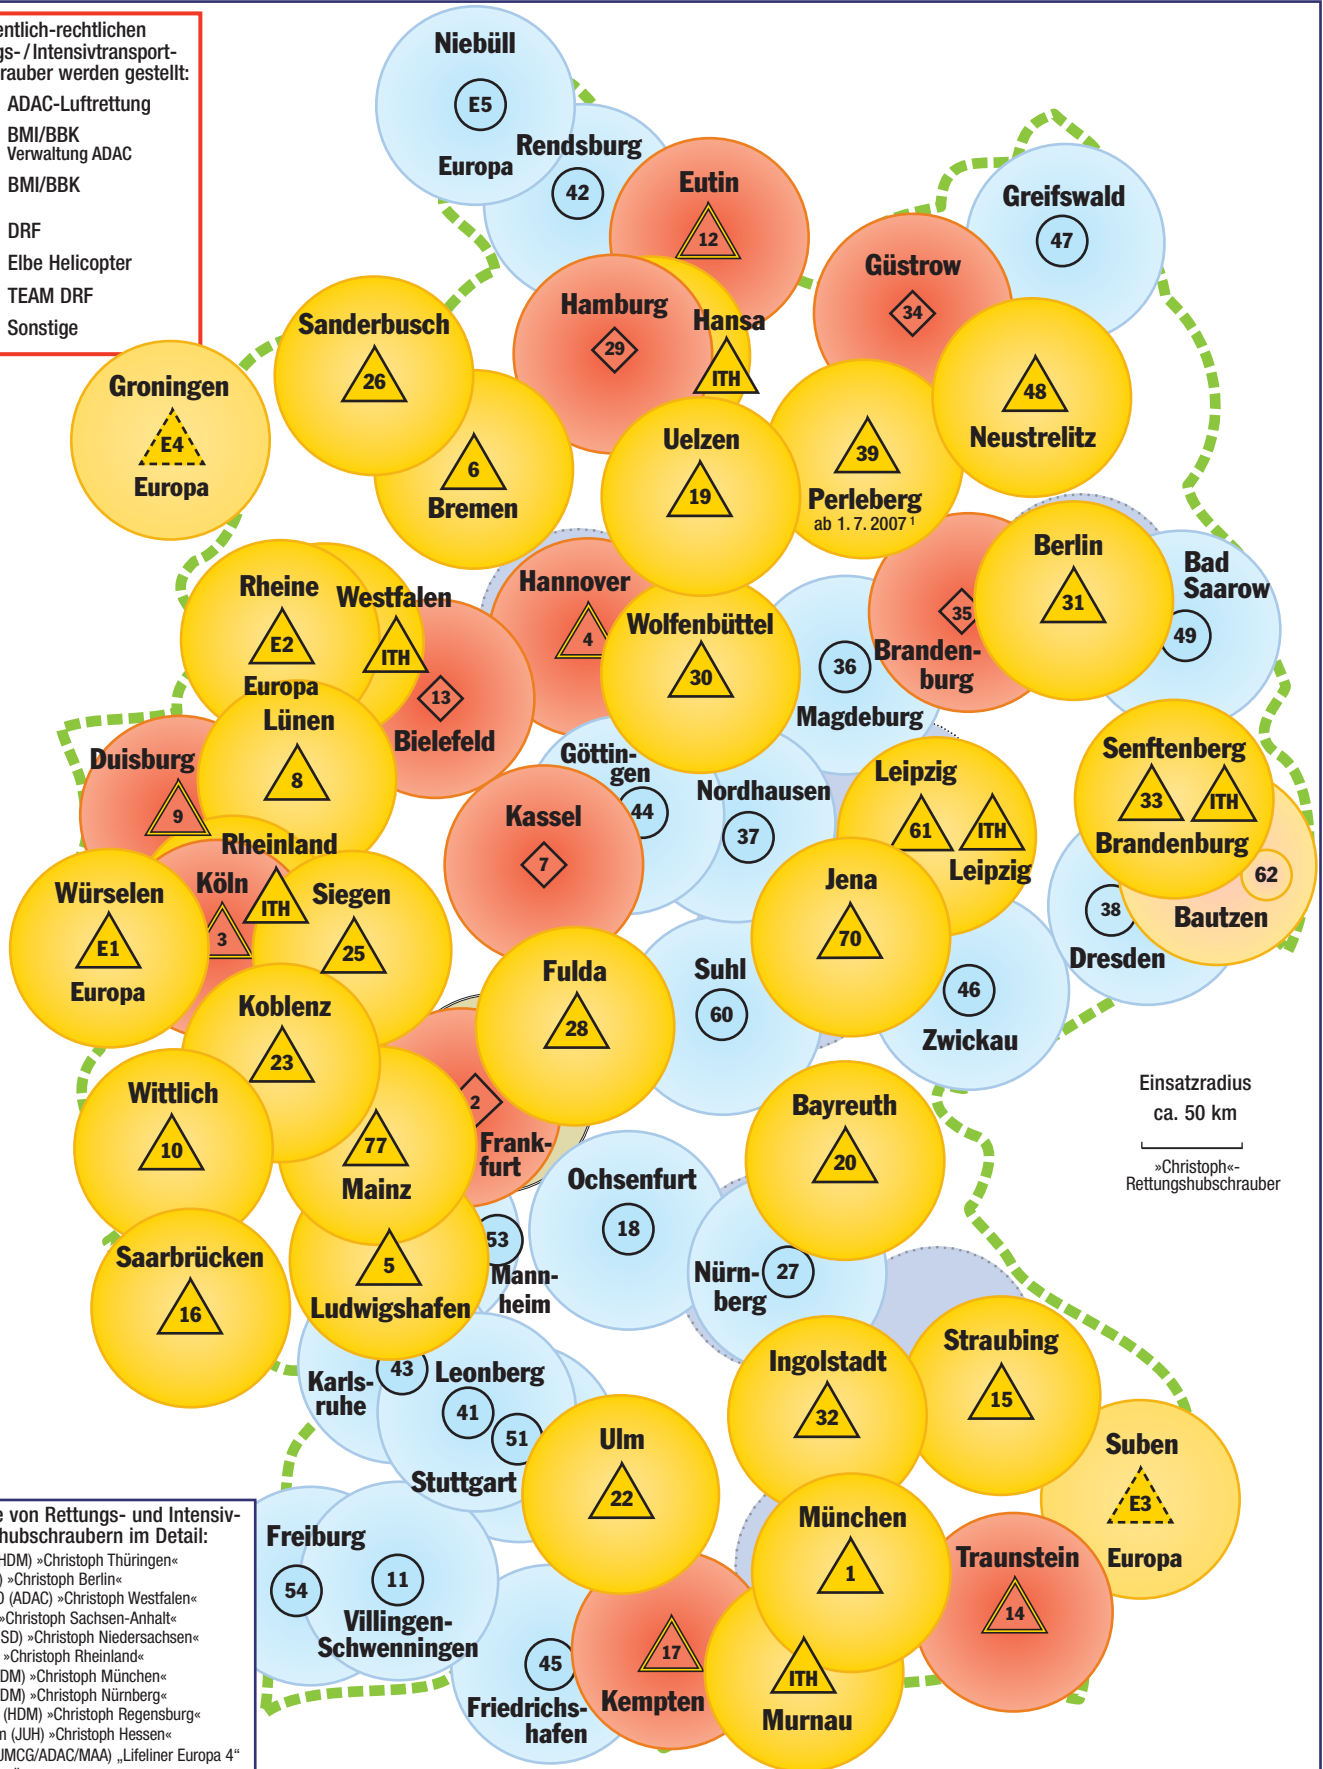 entlich-rechtlichen
gs-/Intensivtransport-
rauber werden gestellt:
ADAC-Luftrettung
BMI/BBK
Verwaltung ADAC
BMI/BBK
DRF
Elbe Helicopter
TEAM DRF
Sonstige
Niebüll
E5
Europa
Rendsburg
42
Eutin
12
Greifswald
47
Güstrow
34
Hamburg
29
Hansa
ITH
Sanderbusch
26
Groningen
E4
Europa
48
Neustrelitz
Uelzen
19
39
Perleberg
ab 1. 7. 2007 1
6
Bremen
Berlin
31
Bad
Saarow
49
Hannover
4
Rheine
E2
Europa
Westfalen
ITH
Wolfenbüttel
30
35
Branden-
burg
36
Magdeburg
13
Bielefeld
Lünen
8
Duisburg
9
Göttin-
gen
44
Nordhausen
37
Leipzig
61
ITH
Leipzig
Senftenberg
33
ITH
Brandenburg
62
Bautzen
38
Dresden
Kassel
7
Rheinland
ITH
Köln
3
Würselen
E1
Europa
Siegen
25
Jena
70
Fulda
28
Suhl
60
46
Zwickau
Koblenz
23
Wittlich
10
2
Frank-
furt
77
Mainz
Bayreuth
20
Einsatzradius
ca. 50 km
»Christoph«-
Rettungshubschrauber
Ochsenfurt
18
53
Mann-
heim
Nürn-
berg
27
Saarbrücken
16
5
Ludwigshafen
Straubing
15
Ingolstadt
32
Karls-
ruhe
43
Leonberg
41
51
Stuttgart
Ulm
22
Suben
E3
Europa
München
1
Traunstein
14
Freiburg
54
11
Villingen-
Schwenningen
45
Friedrichs-
hafen
17
Kempten
ITH
Murnau
e von Rettungs- und Intensiv-
hubschraubern im Detail:
HDM) »Christoph Thüringen«
) »Christoph Berlin«
0 (ADAC) »Christoph Westfalen«
»Christoph Sachsen-Anhalt«
SD) »Christoph Niedersachsen«
»Christoph Rheinland«
DM) »Christoph München«
DM) »Christoph Nürnberg«
(HDM) »Christoph Regensburg«
n (JUH) »Christoph Hessen«
UMCG/ADAC/MAA) „Lifeliner Europa 4“